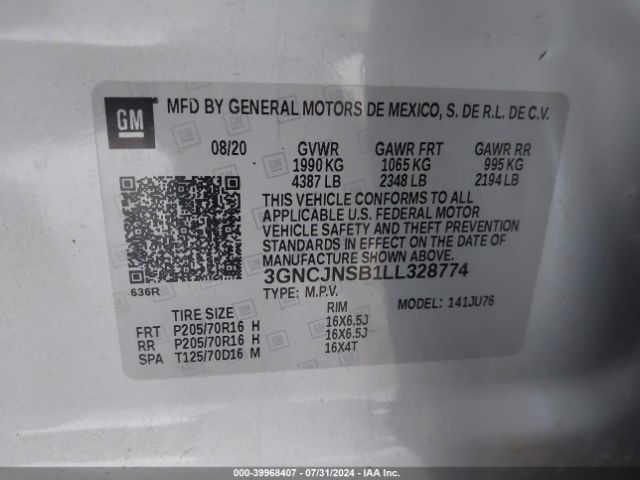 GM MFD BY GENERAL MOTORS DE MEXICO, S. DE R.L. DE C.V.
08/20 GVWR GAWR FRT GAWR RR
1990 KG 1065 KG 995 KG
4387 LB 2348 LB 2194 LB
THIS VEHICLE CONFORMS TO ALL
APPLICABLE U.S. FEDERAL MOTOR
VEHICLE SAFETY AND THEFT PREVENTION
STANDARDS IN EFFECT ON THE DATE OF
MANUFACTURE SHOWN ABOVE.
3GNCJNSB1LL328774
636R
TYPE: M.P.V. MODEL: 141JU76
TIRE SIZE RIM
FRT P205/70R16 H 16X6.5J
RR P205/70R16 H 16X6.5J
SPA T125/70D16 M 16X4T
000-39968407 - 07/31/2024 - IAA Inc.